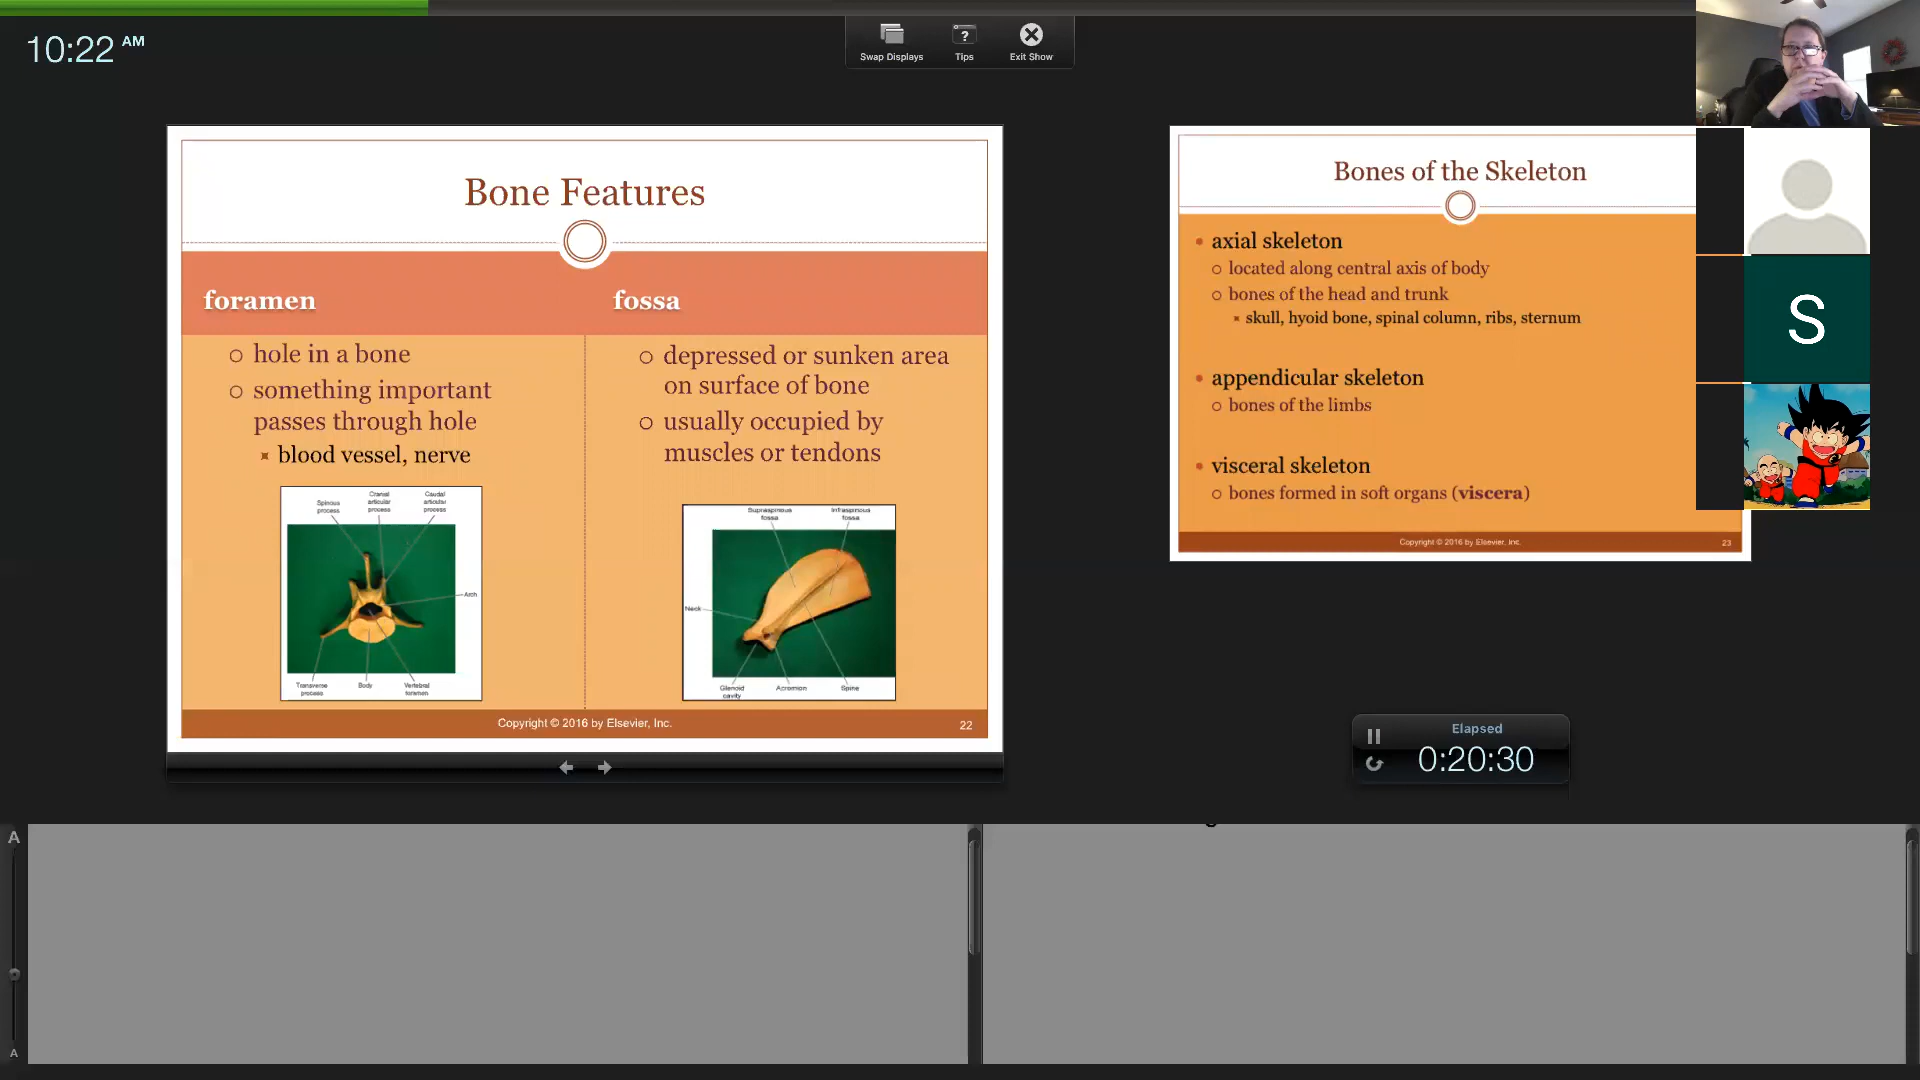 10:22 AM
Swap Displays
Tips
Exit Show
Bone Features
foramen
fossa
hole in a bone
something important
passes through hole
blood vessel, nerve
depressed or sunken area
on surface of bone
usually occupied by
muscles or tendons
Spinous
process
Cranial
articular
process
Caudal
articular
process
Arch
Transverse
process
Body
Vertebral
foramen
Supraspinous
fossa
Infraspinous
fossa
Neck
Glenoid
cavity
Acromion
Spine
Copyright © 2016 by Elsevier, Inc.
22
Bones of the Skeleton
axial skeleton
located along central axis of body
bones of the head and trunk
skull, hyoid bone, spinal column, ribs, sternum
appendicular skeleton
bones of the limbs
visceral skeleton
bones formed in soft organs (viscera)
Copyright © 2016 by Elsevier, Inc.
23
S
Elapsed
0:20:30
A
A